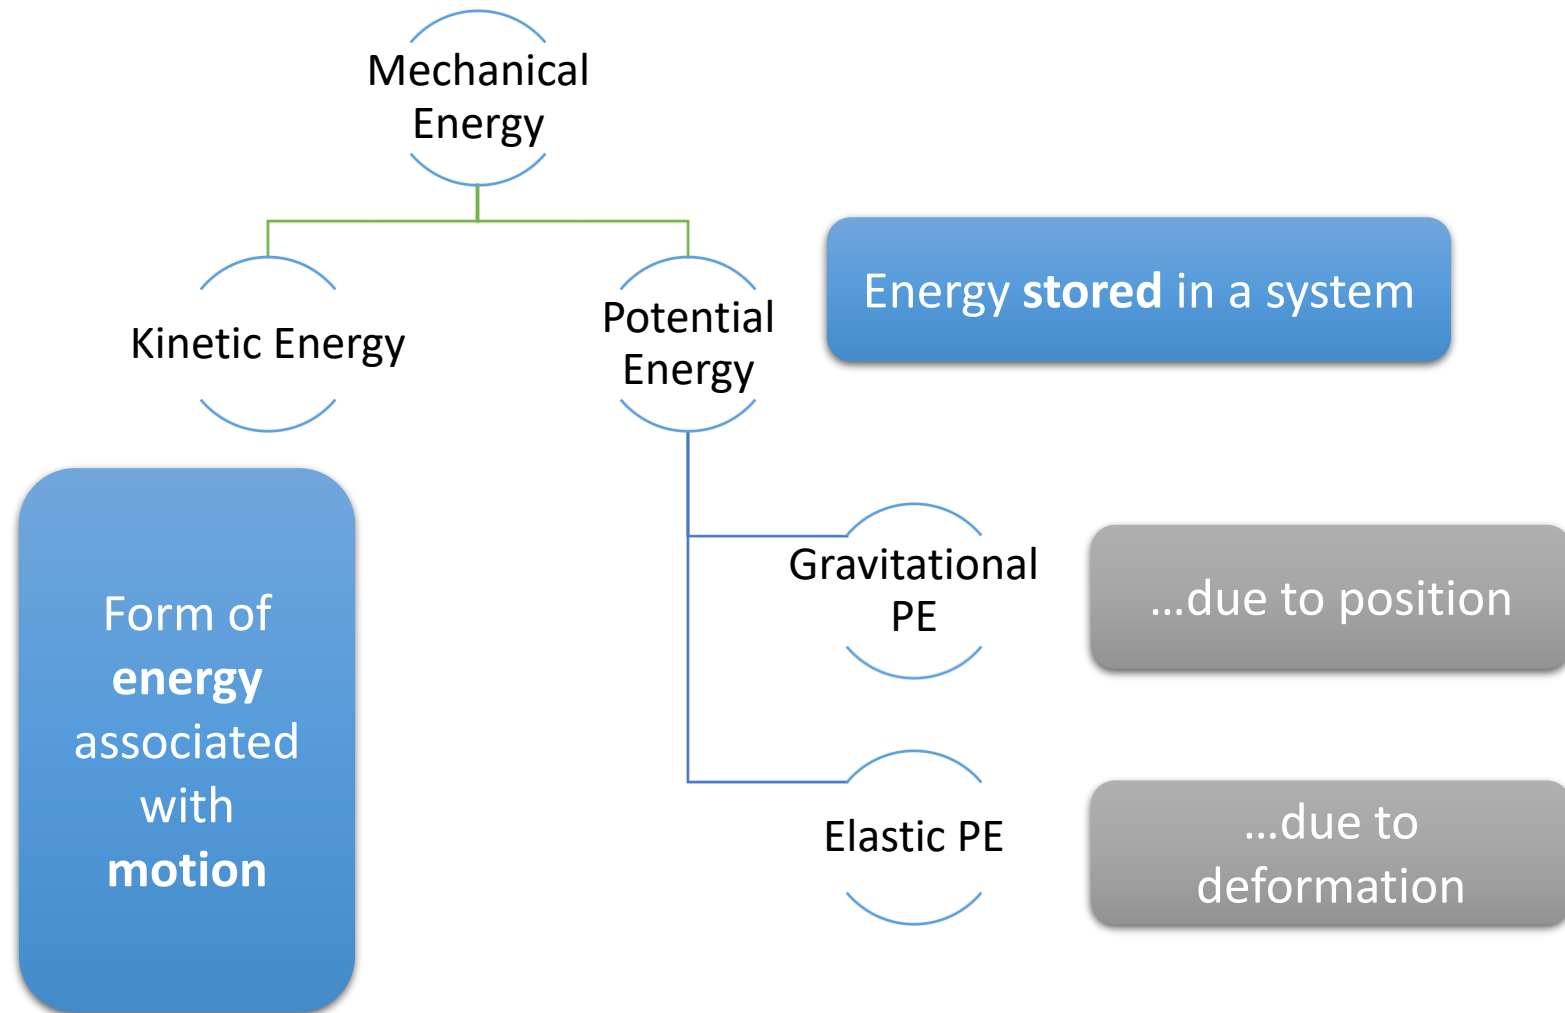 Mechanical
Energy
Kinetic Energy
Potential
Energy
Energy stored in a system
Form of
energy
associated
with
motion
Gravitational
PE
…due to position
Elastic PE
…due to
deformation